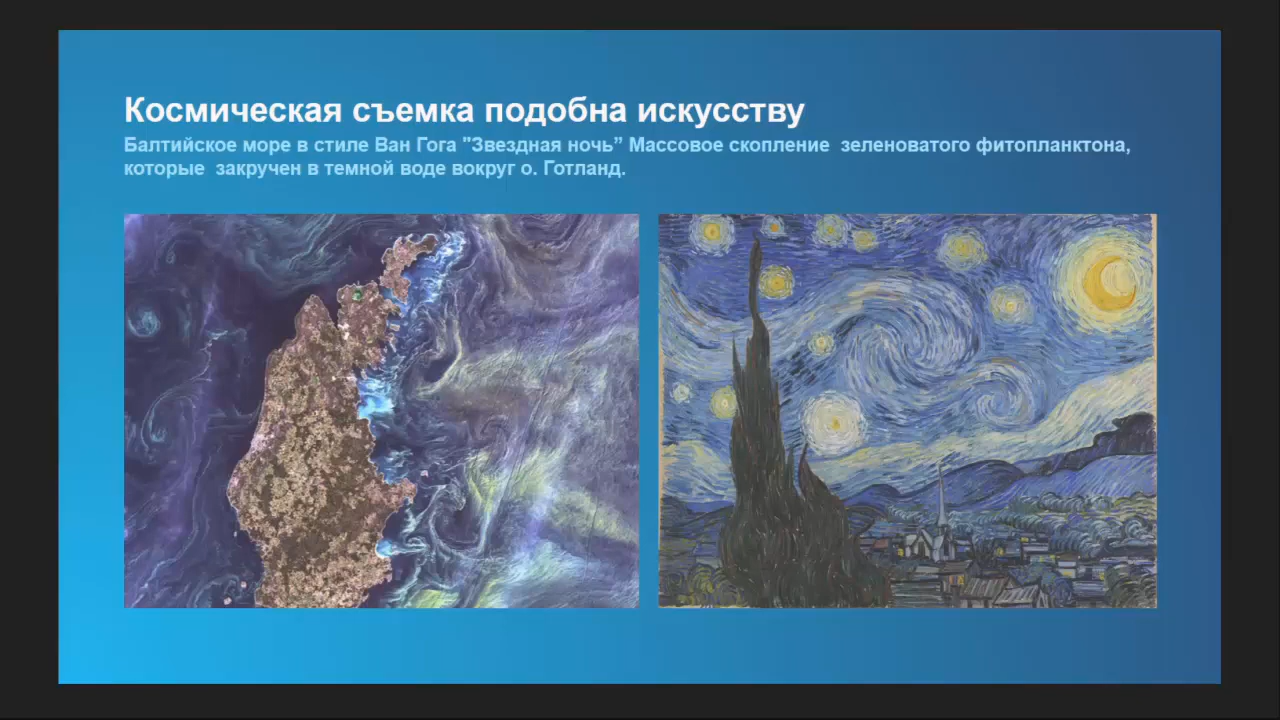 Космическая съемка подобна искусству
Балтийское море в стиле Ван Гога "Звездная ночь” Массовое скопление  зеленоватого фитопланктона,
которые  закручен в темной воде вокруг о. Готланд.